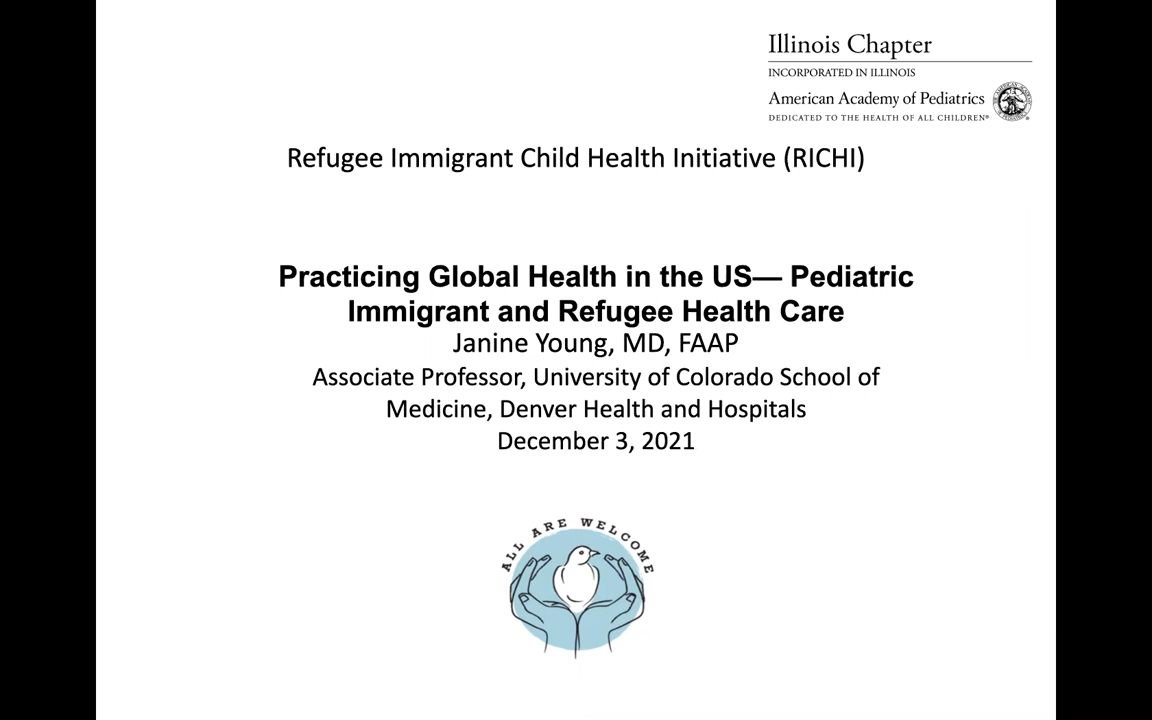 Illinois Chapter
INCORPORATED IN ILLINOIS
American Academy of Pediatrics
DEDICATED TO THE HEALTH OF ALL CHILDREN®
Refugee Immigrant Child Health Initiative (RICHI)
Practicing Global Health in the US— Pediatric
Immigrant and Refugee Health Care
Janine Young, MD, FAAP
Associate Professor, University of Colorado School of
Medicine, Denver Health and Hospitals
December 3, 2021
ALL ARE WELCOME